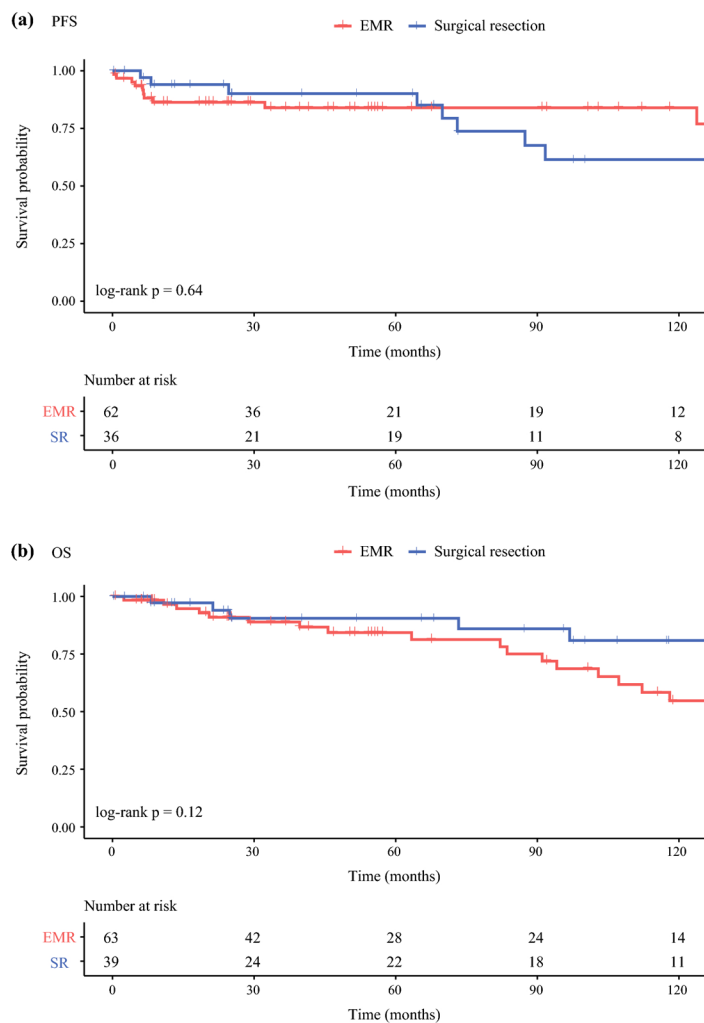 (a) PFS
EMR Surgical resection
1.00
0.75
0.50
0.25
0.00
Survival probability
log-rank p = 0.64
0 30 60 90 120
Time (months)
Number at risk
EMR 62 36 21 19 12
SR 36 21 19 11 8
0 30 60 90 120
Time (months)
(b) OS
EMR Surgical resection
1.00
0.75
0.50
0.25
0.00
Survival probability
log-rank p = 0.12
0 30 60 90 120
Time (months)
Number at risk
EMR 63 42 28 24 14
SR 39 24 22 18 11
0 30 60 90 120
Time (months)